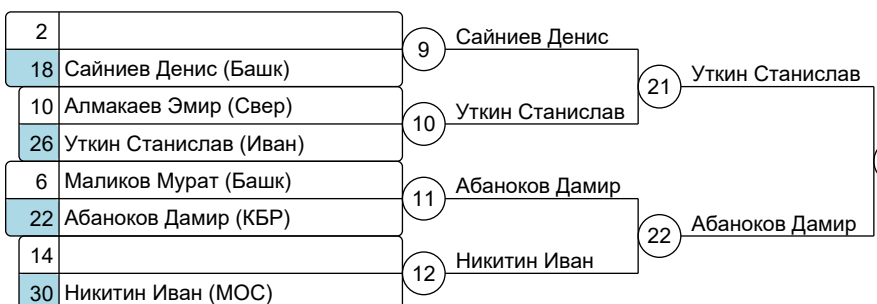 2
18 Сайниев Денис (Башк)
9 Сайниев Денис
10 Алмакаев Эмир (Свер)
26 Уткин Станислав (Иван)
10 Уткин Станислав
21 Уткин Станислав
6 Маликов Мурат (Башк)
22 Абаноков Дамир (КБР)
11 Абаноков Дамир
14
30 Никитин Иван (МОС)
12 Никитин Иван
22 Абаноков Дамир